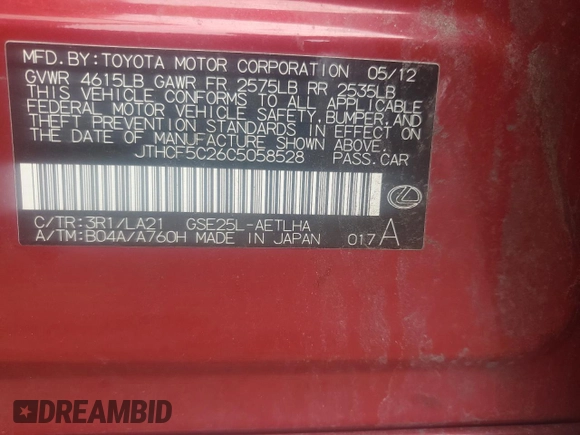 MFD.BY:TOYOTA MOTOR CORPORATION 05/12
GVWR 4615LB GAWR FR 2575LB RR 2535LB
THIS VEHICLE CONFORMS TO ALL APPLICABLE
FEDERAL MOTOR VEHICLE SAFETY,BUMPER,AND
THEFT PREVENTION STANDARDS IN EFFECT ON
THE DATE OF MANUFACTURE SHOWN ABOVE.
JTHCF5C26C5058528 PASS.CAR
C/TR:3R1/LA21 GSE25L-AETLHA
A/TM:B04A/A760H MADE IN JAPAN 017A
DREAMBID